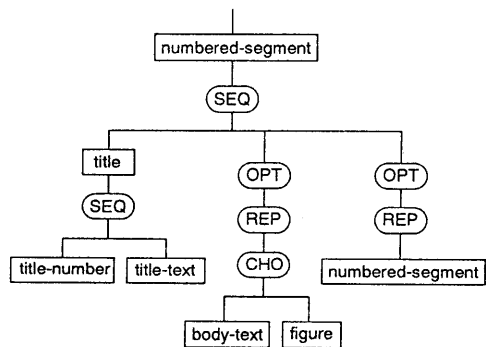 numbered-segment
SEQ
title
OPT
OPT
SEQ
REP
REP
title-number
title-text
CHO
numbered-segment
body-text
figure